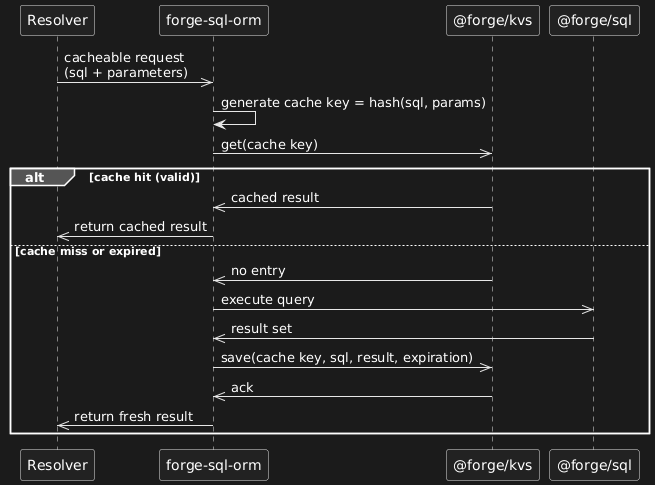 Resolver
forge-sql-orm
@forge/kvs
@forge/sql
cacheable request
(sql + parameters)
generate cache key = hash(sql, params)
get(cache key)
alt
[cache hit (valid)]
cached result
return cached result
[cache miss or expired]
no entry
execute query
result set
save(cache key, sql, result, expiration)
ack
return fresh result
Resolver
forge-sql-orm
@forge/kvs
@forge/sql